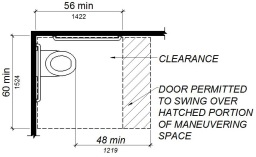 56 min
1422
60 min
1524
CLEARANCE
DOOR PERMITTED
TO SWING OVER
HATCHED PORTION
OF MANEUVERING
SPACE
48 min
1219